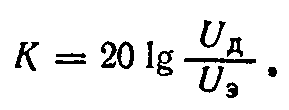 K = 20 lg U_д / U_э .